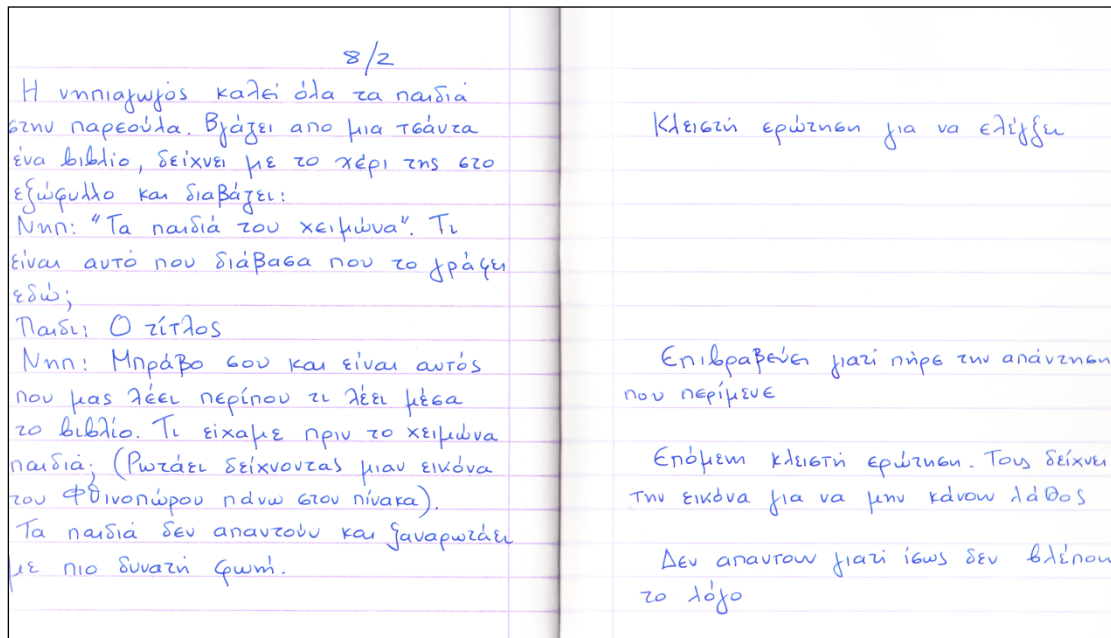 8/2
Η νηπιαγωγός καλεί όλα τα παιδιά
στην παρεούλα. Βγάζει απο μια τσάντα
ένα βιβλίο, δείχνει με το χέρι της στο
εξώφυλλο και διαβάζει:
Νηπ: "Τα παιδιά του χειμώνα". Τι
είναι αυτό που διάβασα που το γράφει
εδώ;
Παιδι: Ο τίτλος
Νηπ: Μπράβο σου και είναι αυτός
που μας λέει περίπου τι λέει μέσα
το βιβλίο. Τι είχαμε πριν το χειμώνα
παιδιά; (Ρωτάει δείχνοντας μιαν εικόνα
του Φθινοπώρου πάνω στον πίνακα).
Τα παιδιά δεν απαντούν και ξαναρωτάει
με πιο δυνατή φωνή.
Κλειστή ερώτηση για να ελέγξει
Επιβραβεύει γιατί πήρε την απάντηση
που περίμενε
Επόμενη κλειστή ερώτηση. Τους δείχνει
την εικόνα για να μην κάνουν λάθος
Δεν απαντουν γιατί ίσως δεν βλέπουν
το λόγο